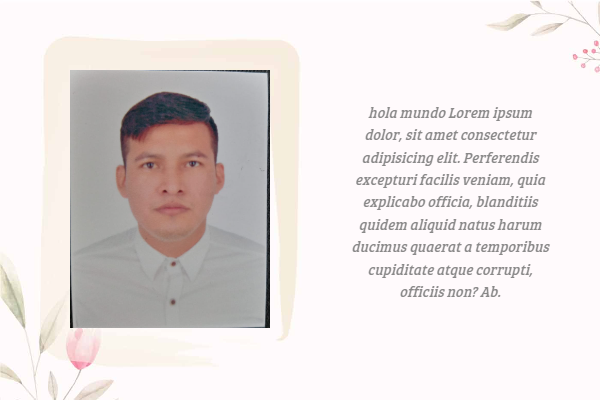 hola mundo Lorem ipsum
dolor, sit amet consectetur
adipisicing elit. Perferendis
excepturi facilis veniam, quia
explicabo officia, blanditiis
quidem aliquid natus harum
ducimus quaerat a temporibus
cupiditate atque corrupti,
officiis non? Ab.